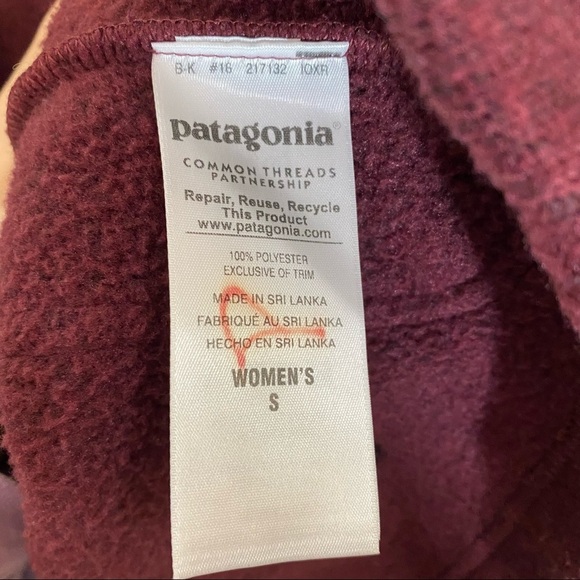 B-K #16 217132 IOXR
patagonia®
COMMON THREADS
PARTNERSHIP
Repair, Reuse, Recycle
This Product
www.patagonia.com
100% POLYESTER
EXCLUSIVE OF TRIM
MADE IN SRI LANKA
FABRIQUÉ AU SRI LANKA
HECHO EN SRI LANKA
WOMEN'S
S